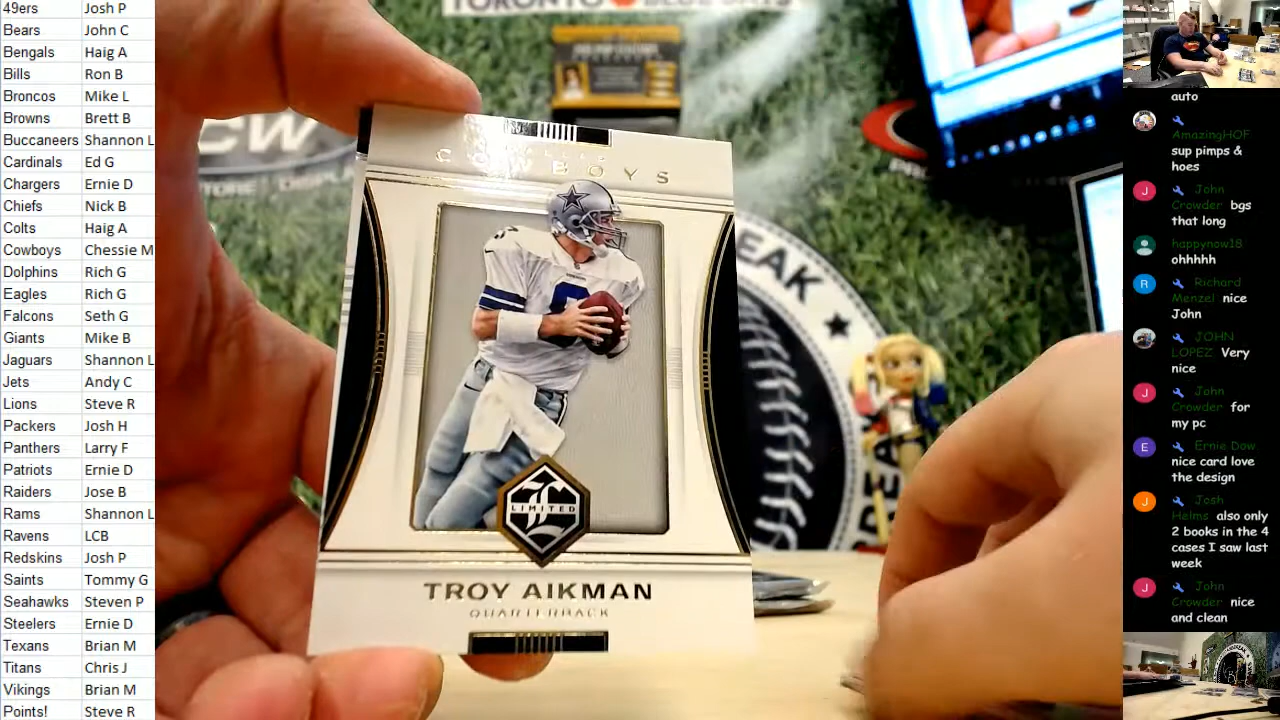 49ers Josh P
Bears John C
Bengals Haig A
Bills Ron B
Broncos Mike L
Browns Brett B
Buccaneers Shannon L
Cardinals Ed G
Chargers Ernie D
Chiefs Nick B
Colts Haig A
Cowboys Chessie M
Dolphins Rich G
Eagles Rich G
Falcons Seth G
Giants Mike B
Jaguars Shannon L
Jets Andy C
Lions Steve R
Packers Josh H
Panthers Larry F
Patriots Ernie D
Raiders Jose B
Rams Shannon L
Ravens LCB
Redskins Josh P
Saints Tommy G
Seahawks Steven P
Steelers Ernie D
Texans Brian M
Titans Chris J
Vikings Brian M
Points! Steve R
TORONTO BLUE JAYS
CW
COWBOYS
L
LIMITED
TROY AIKMAN
QUARTERBACK
EAK
auto
AmazingHOF
sup pimps &
hoes
John
Crowder bgs
that long
happynow18
ohhhhh
Richard
Menzel nice
John
JOHN
LOPEZ Very
nice
John
Crowder for
my pc
Ernie Dow
nice card love
the design
Josh
Helms also only
2 books in the 4
cases I saw last
week
John
Crowder nice
and clean